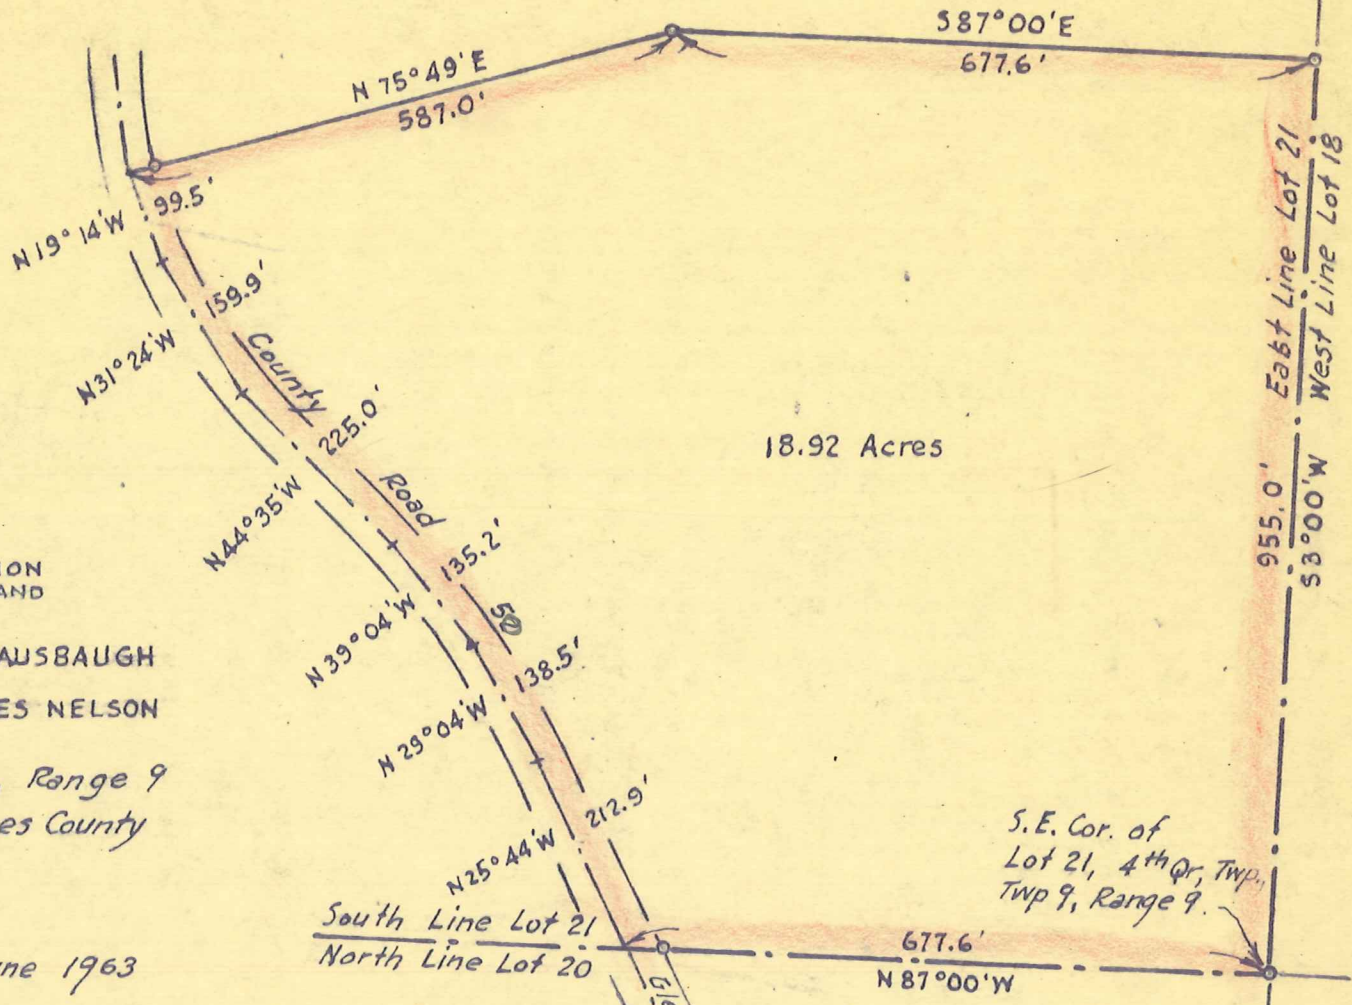 S87°00'E
677.6'
N 75°49'E
587.0'
N19°14'W
99.5'
N31°24'W
159.9'
County
Road
N44°35'W
225.0'
N39°04'W
135.2'
50
N29°04'W
138.5'
N25°44'W
212.9'
18.92 Acres
East Line Lot 21
West Line Lot 18
955.0'
S3°00'W
ION
AND
AUSBAUGH
ES NELSON
Range 9
es County
ne 1963
S.E. Cor. of
Lot 21, 4th Qr, Twp.,
Twp 9, Range 9.
South Line Lot 21
North Line Lot 20
677.6'
N87°00'W